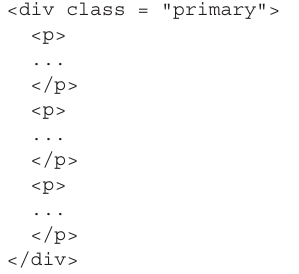 <div class = "primary">
  <p>
  ...
  </p>
  <p>
  ...
  </p>
  <p>
  ...
  </p>
</div>